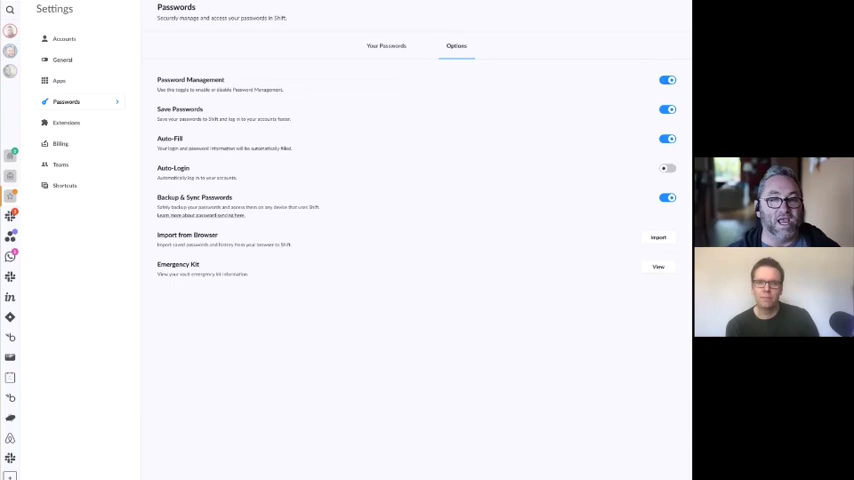 Settings
Accounts
General
Apps
Passwords
Extensions
Billing
Teams
Shortcuts
Passwords
Securely manage and access your passwords in Shift.
Your Passwords
Options
Password Management
Use this toggle to enable or disable Password Management.
Save Passwords
Save your passwords to Shift and log in to your accounts faster.
Auto-Fill
Your login and password information will be automatically filled.
Auto-Login
Automatically log in to your accounts.
Backup & Sync Passwords
Safely backup your passwords and access them on any device that uses Shift.
Learn more about password syncing here.
Import from Browser
Import saved passwords and history from your browser to Shift.
Import
Emergency Kit
View your vault emergency kit information.
View